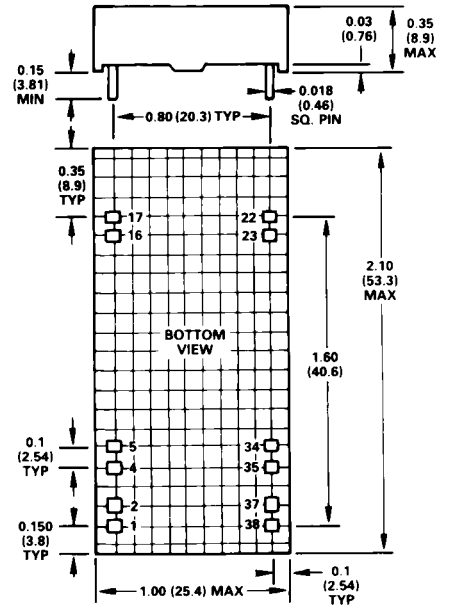 0.03
(0.76)
0.35
(8.9)
MAX
0.15
(3.81)
MIN
0.80 (20.3) TYP
0.018
(0.46)
SQ. PIN
0.35
(8.9)
TYP
17
22
16
23
2.10
(53.3)
MAX
BOTTOM
VIEW
1.60
(40.6)
0.1
(2.54)
TYP
5
34
4
35
2
37
1
38
0.150
(3.8)
TYP
1.00 (25.4) MAX
0.1
(2.54)
TYP